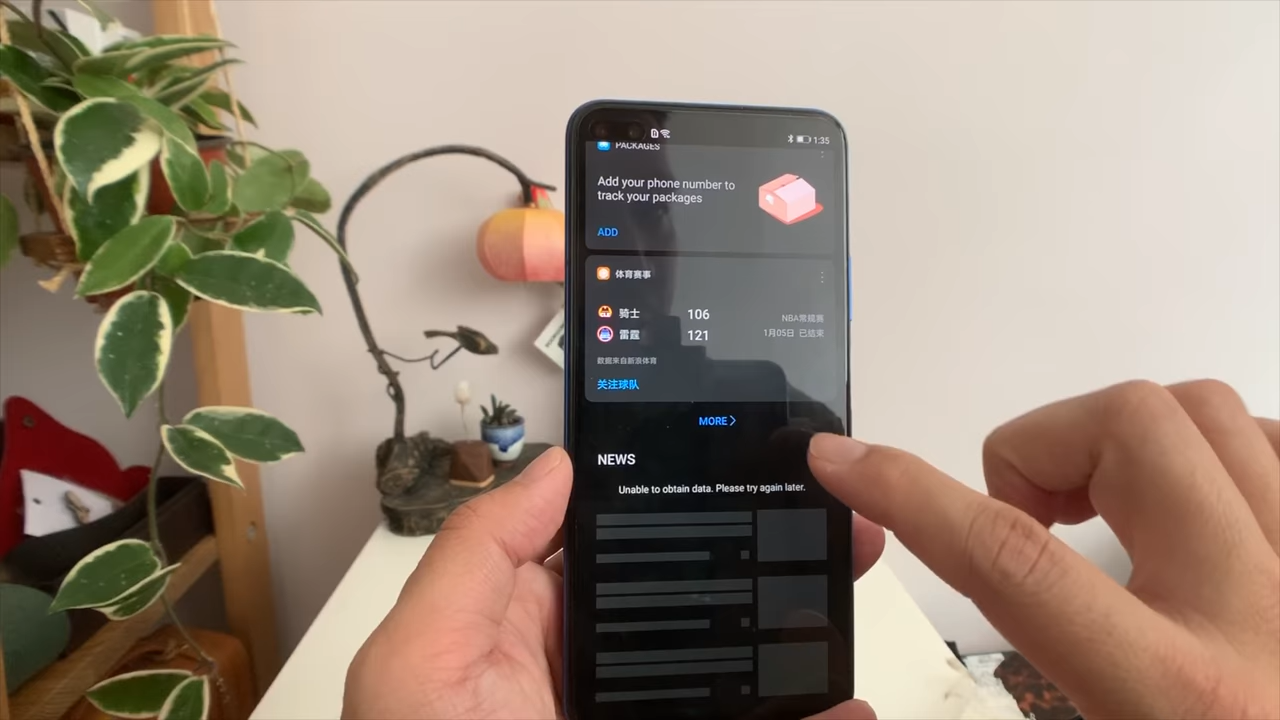 1:35
PACKAGES
Add your phone number to
track your packages
ADD
体育赛事
骑士 106
NBA常规赛
雷霆 121
1月05日 已结束
数据来自新浪体育
关注球队
MORE
NEWS
Unable to obtain data. Please try again later.